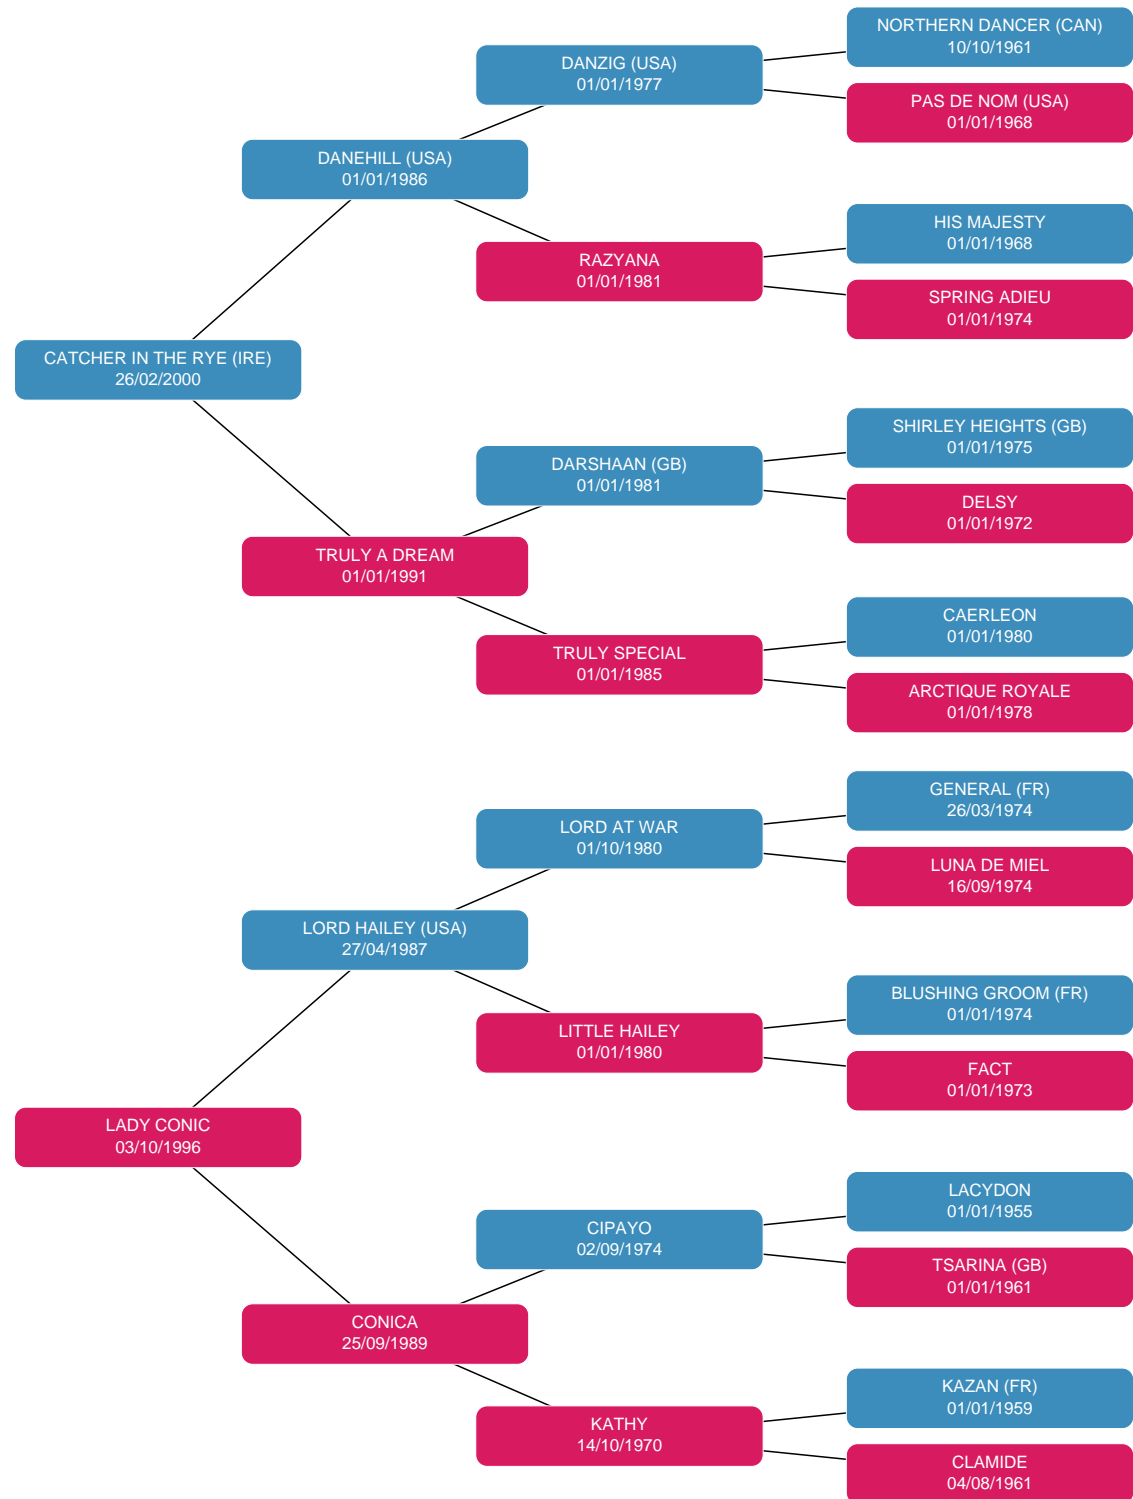 NORTHERN DANCER (CAN)
10/10/1961
DANZIG (USA)
01/01/1977
PAS DE NOM (USA)
01/01/1968
DANEHILL (USA)
01/01/1986
HIS MAJESTY
01/01/1968
RAZYANA
01/01/1981
SPRING ADIEU
01/01/1974
CATCHER IN THE RYE (IRE)
26/02/2000
SHIRLEY HEIGHTS (GB)
01/01/1975
DARSHAAN (GB)
01/01/1981
DELSY
01/01/1972
TRULY A DREAM
01/01/1991
CAERLEON
01/01/1980
TRULY SPECIAL
01/01/1985
ARCTIQUE ROYALE
01/01/1978
GENERAL (FR)
26/03/1974
LORD AT WAR
01/10/1980
LUNA DE MIEL
16/09/1974
LORD HAILEY (USA)
27/04/1987
BLUSHING GROOM (FR)
01/01/1974
LITTLE HAILEY
01/01/1980
FACT
01/01/1973
LADY CONIC
03/10/1996
LACYDON
01/01/1955
CIPAYO
02/09/1974
TSARINA (GB)
01/01/1961
CONICA
25/09/1989
KAZAN (FR)
01/01/1959
KATHY
14/10/1970
CLAMIDE
04/08/1961